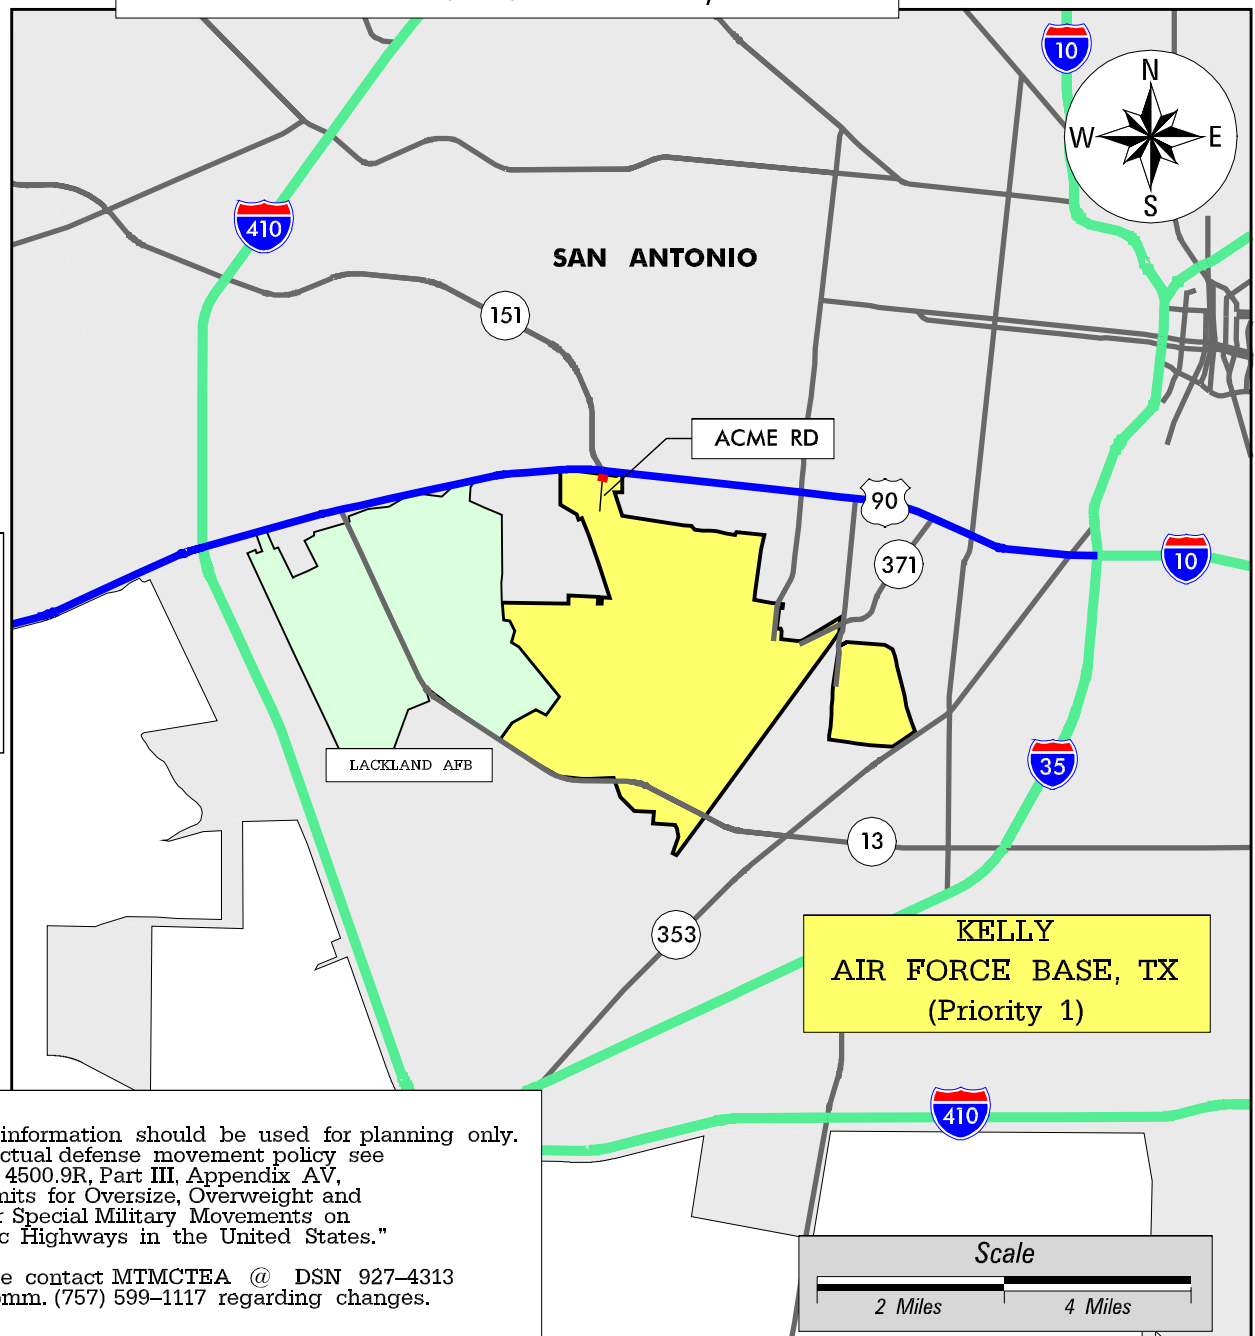 10
N
W E
S
410
SAN ANTONIO
151
ACME RD
90
371
10
35
LACKLAND AFB
13
353
KELLY
AIR FORCE BASE, TX
(Priority 1)
410
information should be used for planning only.
ctual defense movement policy see
4500.9R, Part III, Appendix AV,
mits for Oversize, Overweight and
r Special Military Movements on
c Highways in the United States."
e contact MTMCTEA @ DSN 927–4313
omm. (757) 599–1117 regarding changes.
Scale
2 Miles 4 Miles